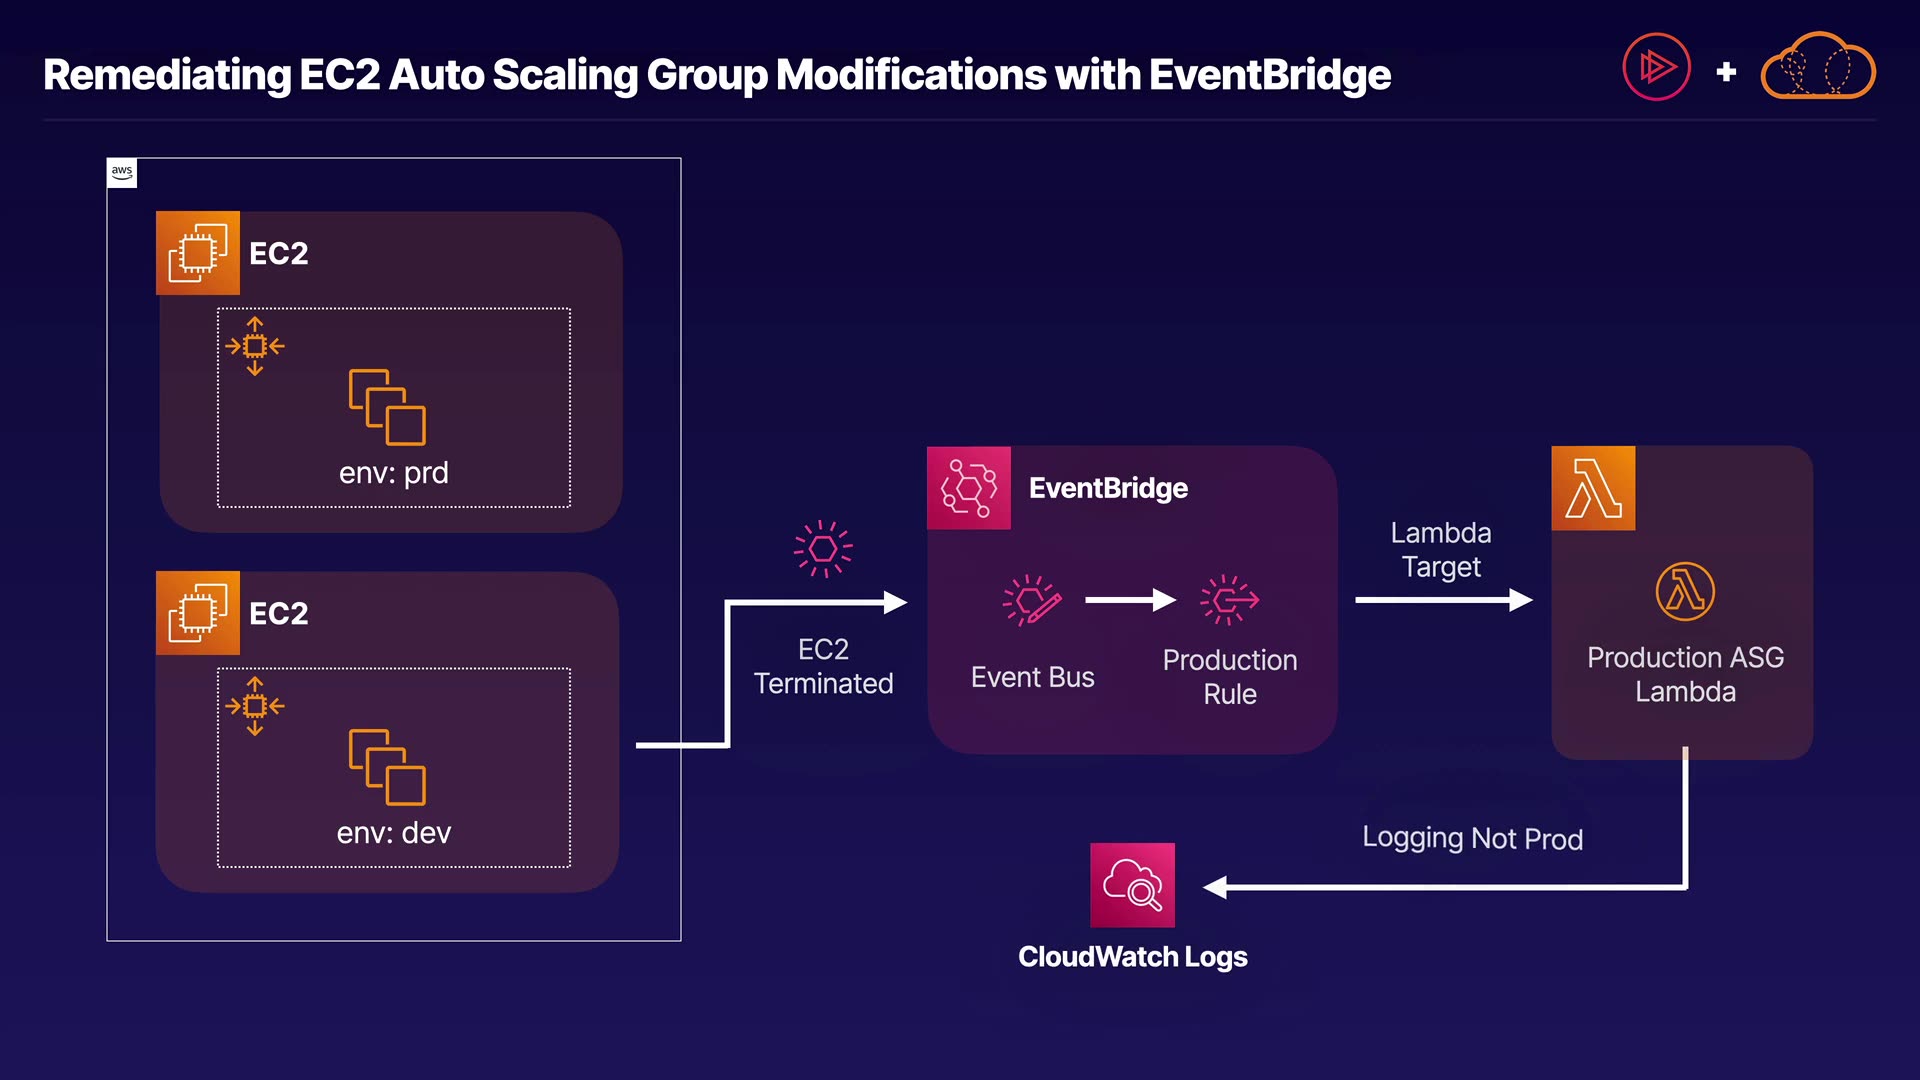 Remediating EC2 Auto Scaling Group Modifications with EventBridge
+
aws
EC2
env: prd
EC2
env: dev
EC2
Terminated
EventBridge
Event Bus
Production
Rule
Lambda
Target
Production ASG
Lambda
Logging Not Prod
CloudWatch Logs